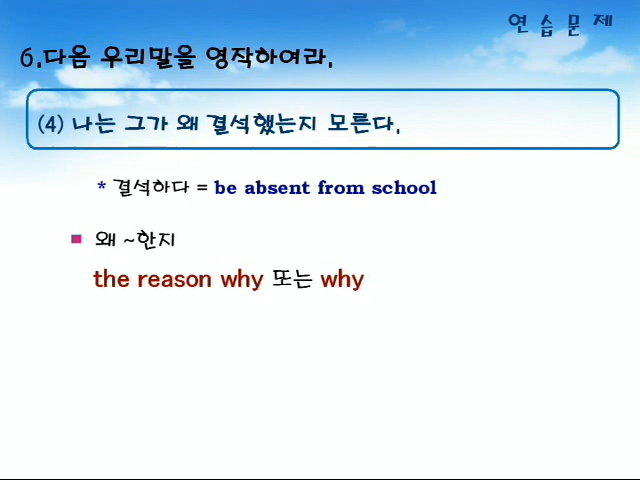 연 습 문 제
6.다음 우리말을 영작하여라.
(4) 나는 그가 왜 결석했는지 모른다.
* 결석하다 = be absent from school
왜 ~한지
the reason why 또는 why